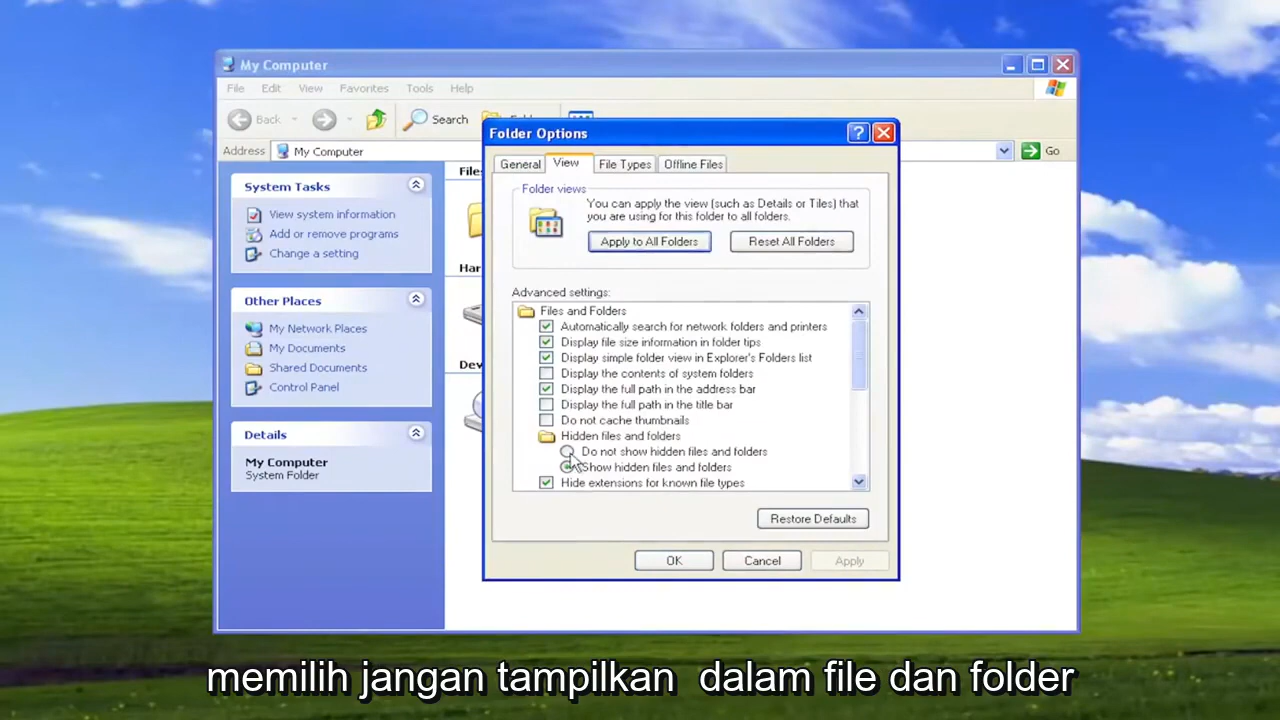 My Computer
File Edit View Favorites Tools Help
Back Search
Address My Computer Go
System Tasks
View system information
Add or remove programs
Change a setting
Other Places
My Network Places
My Documents
Shared Documents
Control Panel
Details
My Computer
System Folder
Files
Har
Dev
Folder Options
General View File Types Offline Files
Folder views
You can apply the view (such as Details or Tiles) that
you are using for this folder to all folders.
Apply to All Folders Reset All Folders
Advanced settings:
Files and Folders
Automatically search for network folders and printers
Display file size information in folder tips
Display simple folder view in Explorer's Folders list
Display the contents of system folders
Display the full path in the address bar
Display the full path in the title bar
Do not cache thumbnails
Hidden files and folders
Do not show hidden files and folders
Show hidden files and folders
Hide extensions for known file types
Restore Defaults
OK Cancel Apply
memilih jangan tampilkan dalam file dan folder